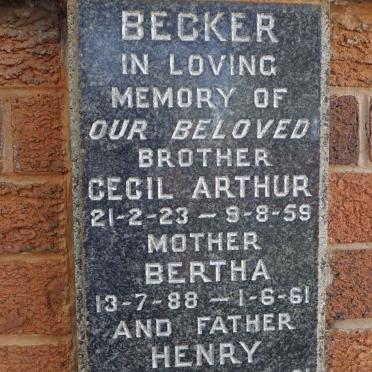 BECKER
IN LOVING
MEMORY OF
OUR BELOVED
BROTHER
CECIL ARTHUR
21-2-23 — 9-8-59
MOTHER
BERTHA
13-7-88 — 1-6-61
AND FATHER
HENRY